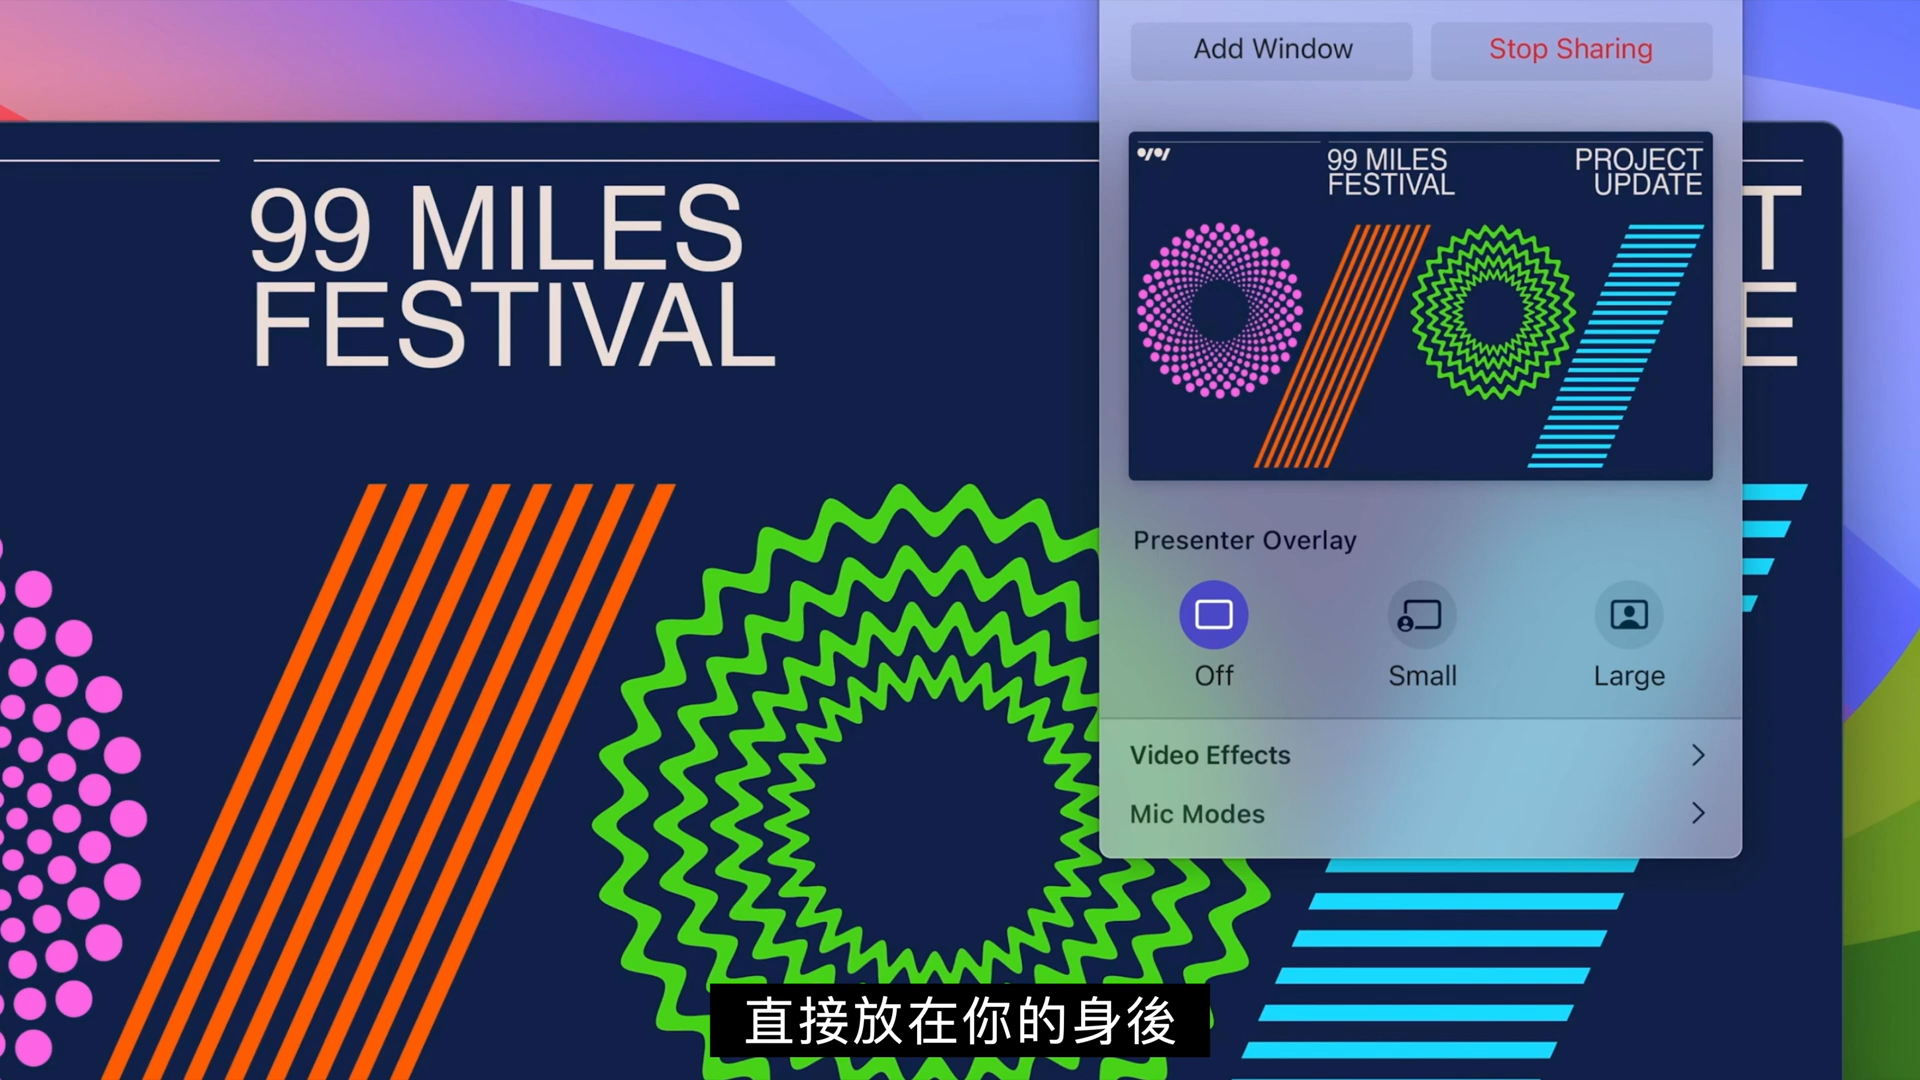 Add Window
Stop Sharing
99 MILES
FESTIVAL
99 MILES
FESTIVAL
PROJECT
UPDATE
T
E
Presenter Overlay
Off
Small
Large
Video Effects
Mic Modes
直接放在你的身後